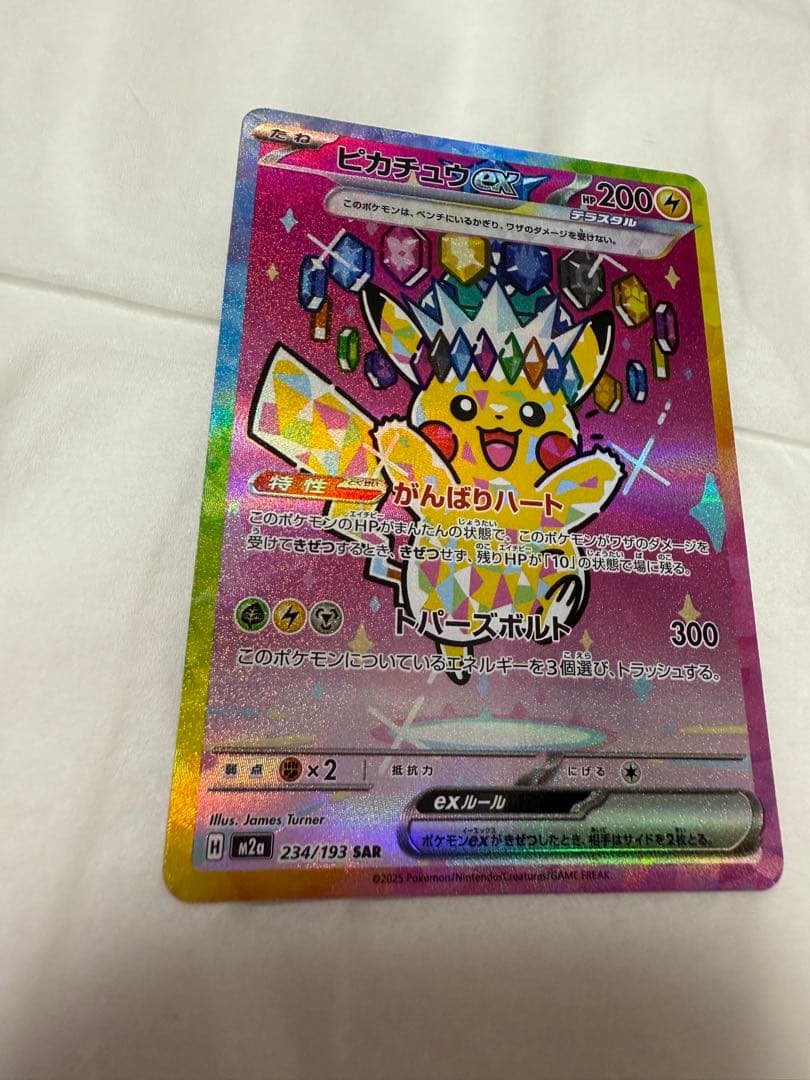 たね ピカチュウex HP200
テラスタル
このポケモンは、ベンチにいるかぎり、ワザのダメージを受けない。
特性 とくせい がんばりハート
このポケモンのHPがまんたんの状態で、このポケモンがワザのダメージを
受けてきぜつするとき、きぜつせず、残りHPが「10」の状態で場に残る。
トパーズボルト 300
このポケモンについているエネルギーを3個選び、トラッシュする。
弱点 ×2 抵抗力 にげる
Illus. James Turner
exルール
ポケモンexがきぜつしたとき、相手はサイドを2枚とる。
H M2a 234/193 SAR
©2025 Pokémon/Nintendo/Creatures/GAME FREAK